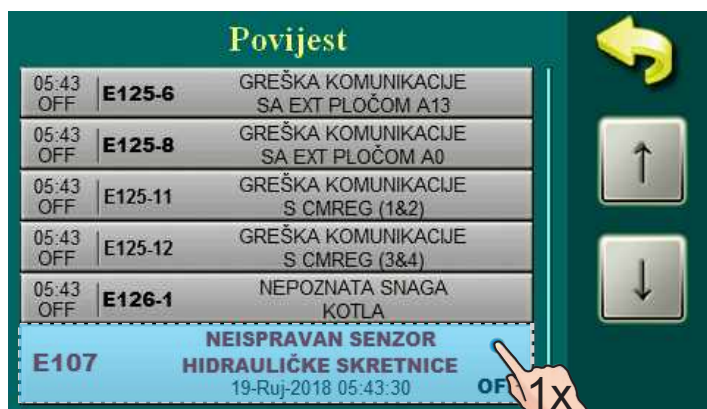 Povijest
05:43 OFF E125-6 GREŠKA KOMUNIKACIJE
SA EXT PLOČOM A13
05:43 OFF E125-8 GREŠKA KOMUNIKACIJE
SA EXT PLOČOM A0
05:43 OFF E125-11 GREŠKA KOMUNIKACIJE
S CMREG (1&2)
05:43 OFF E125-12 GREŠKA KOMUNIKACIJE
S CMREG (3&4)
05:43 OFF E126-1 NEPOZNATA SNAGA
KOTLA
E107 NEISPRAVAN SENZOR
HIDRAULIČKE SKRETNICE
19-Ruj-2018 05:43:30 OF
1x